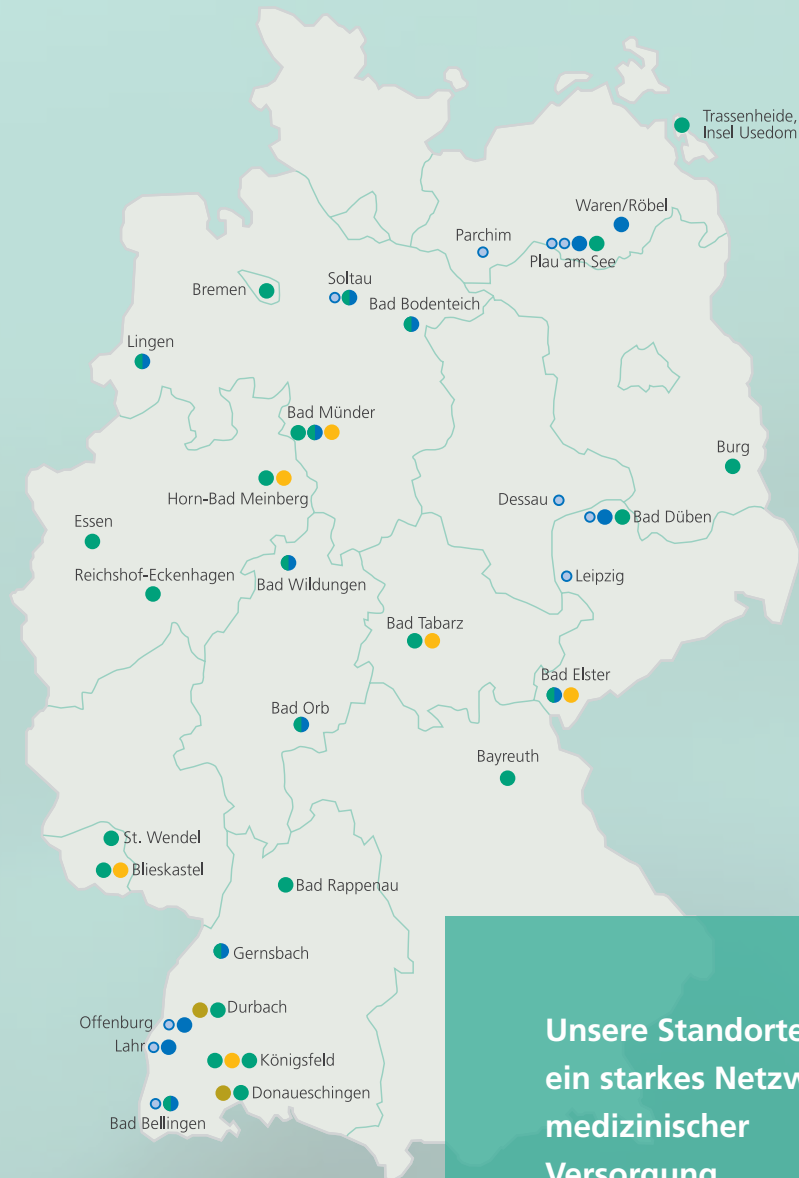 Trassenheide,
Insel Usedom
Waren/Röbel
Parchim
Plau am See
Soltau
Bremen
Bad Bodenteich
Lingen
Bad Münder
Burg
Horn-Bad Meinberg
Dessau
Bad Düben
Essen
Reichshof-Eckenhagen
Bad Wildungen
Leipzig
Bad Tabarz
Bad Elster
Bad Orb
Bayreuth
St. Wendel
Blieskastel
Bad Rappenau
Gernsbach
Durbach
Offenburg
Lahr
Königsfeld
Donaueschingen
Bad Bellingen
Unsere Standorte
ein starkes Netzw
medizinischer
Versorgung